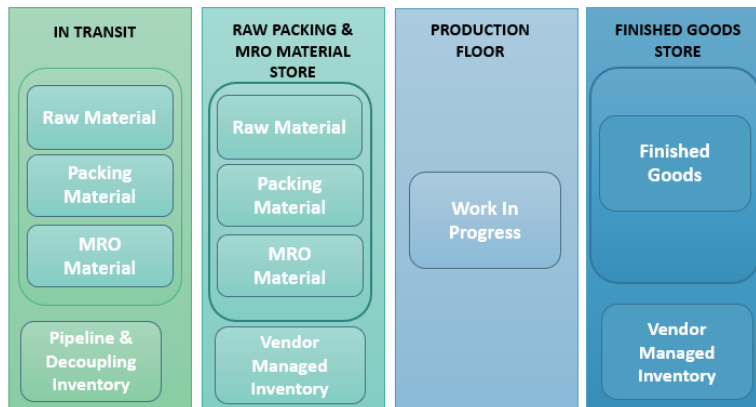 IN TRANSIT
Raw Material
Packing
Material
MRO
Material
Pipeline &
Decoupling
Inventory
RAW PACKING &
MRO MATERIAL
STORE
Raw Material
Packing
Material
MRO
Material
Vendor
Managed
Inventory
PRODUCTION
FLOOR
Work In
Progress
FINISHED GOODS
STORE
Finished
Goods
Vendor
Managed
Inventory